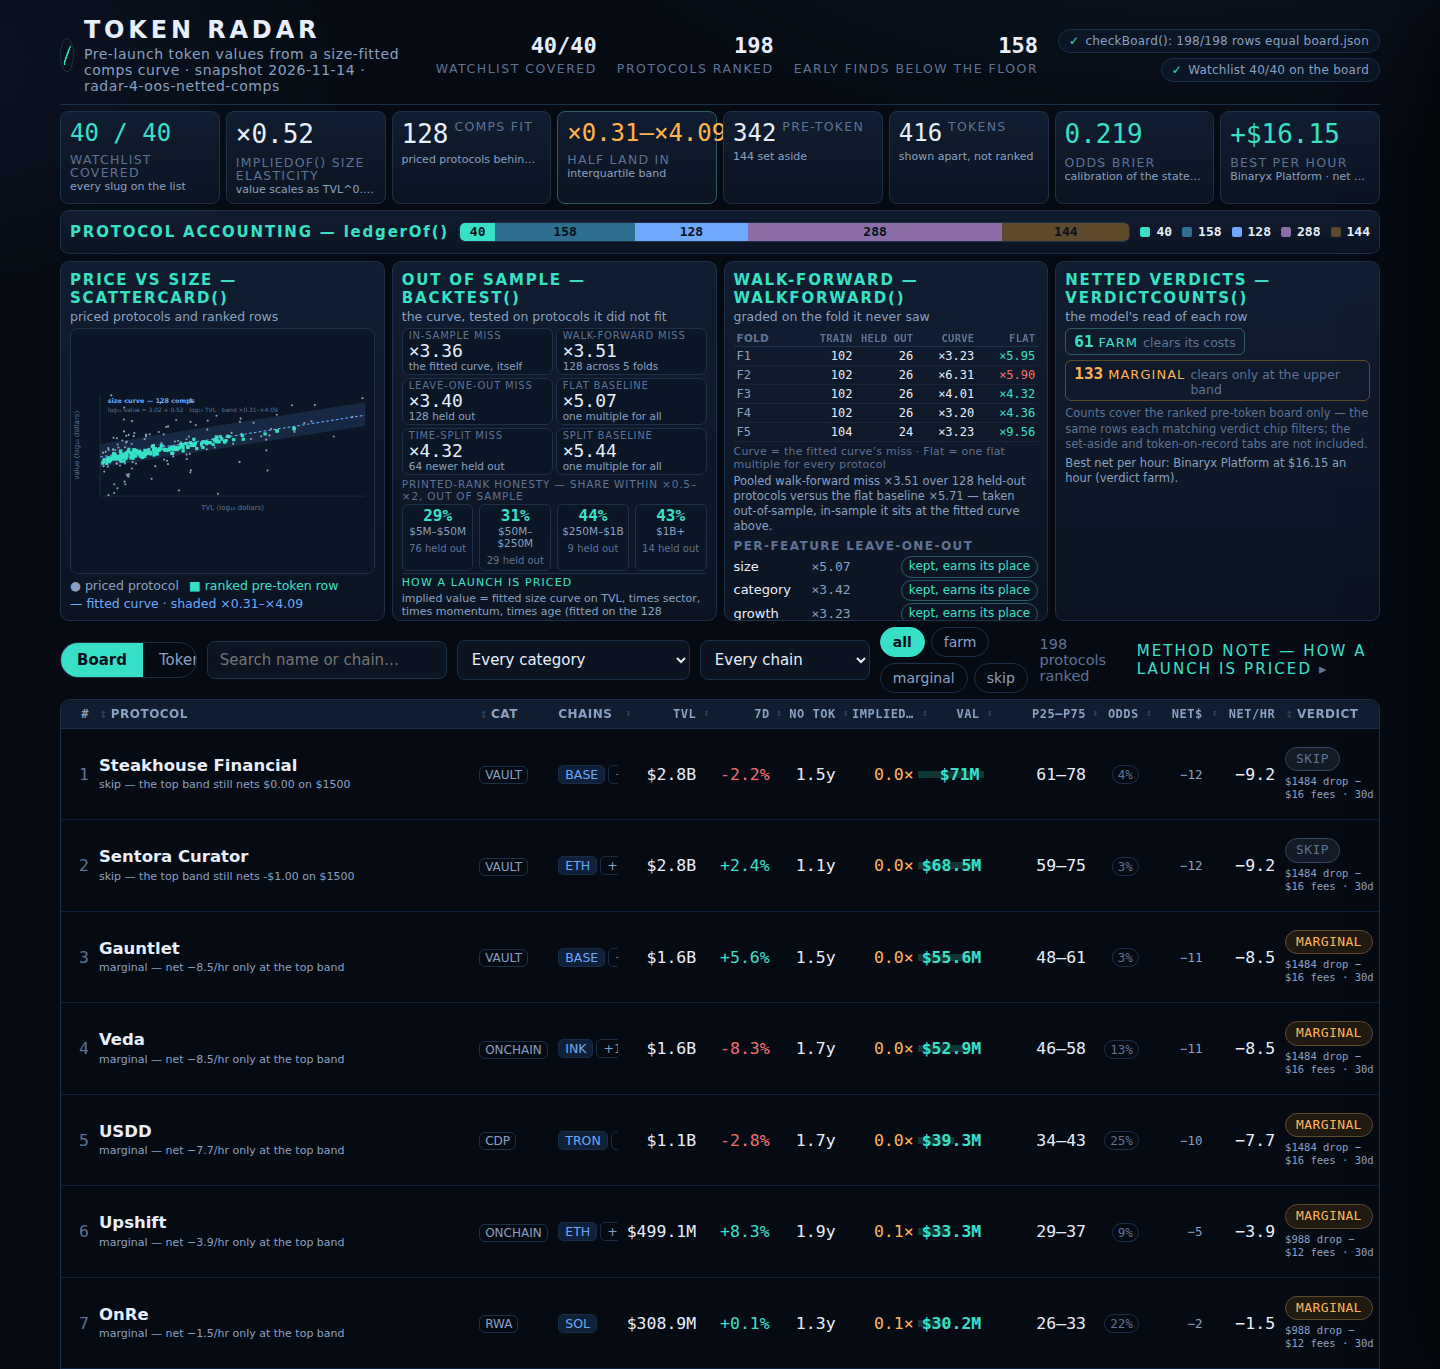 TOKEN RADAR
Pre-launch token values from a size-fitted
comps curve · snapshot 2026-11-14 ·
radar-4-oos-netted-comps
40/40
WATCHLIST COVERED
198
PROTOCOLS RANKED
158
EARLY FINDS BELOW THE FLOOR
✓ checkBoard(): 198/198 rows equal board.json
✓ Watchlist 40/40 on the board
40 / 40
WATCHLIST
COVERED
every slug on the list
×0.52
IMPLIEDOF() SIZE
ELASTICITY
value scales as TVL^0.…
128 COMPS FIT
priced protocols behin…
×0.31–×4.09
HALF LAND IN
interquartile band
342 PRE-TOKEN
144 set aside
416 TOKENS
shown apart, not ranked
0.219
ODDS BRIER
calibration of the state…
+$16.15
BEST PER HOUR
Binaryx Platform · net …
PROTOCOL ACCOUNTING — ledgerOf()
40 158 128 288 144
40 158 128 288 144
PRICE VS SIZE —
SCATTERCARD()
priced protocols and ranked rows
size curve — 128 comps
log₁₀ value = 3.02 + 0.52 · log₁₀ TVL · band ×0.31–×4.09
value (log₁₀ dollars)
TVL (log₁₀ dollars)
● priced protocol ■ ranked pre-token row
— fitted curve · shaded ×0.31–×4.09
OUT OF SAMPLE —
BACKTEST()
the curve, tested on protocols it did not fit
IN-SAMPLE MISS
×3.36
the fitted curve, itself
WALK-FORWARD MISS
×3.51
128 across 5 folds
LEAVE-ONE-OUT MISS
×3.40
128 held out
FLAT BASELINE
×5.07
one multiple for all
TIME-SPLIT MISS
×4.32
64 newer held out
SPLIT BASELINE
×5.44
one multiple for all
PRINTED-RANK HONESTY — SHARE WITHIN ×0.5–
×2, OUT OF SAMPLE
29%
$5M–$50M
76 held out
31%
$50M–
$250M
29 held out
44%
$250M–$1B
9 held out
43%
$1B+
14 held out
HOW A LAUNCH IS PRICED
implied value = fitted size curve on TVL, times sector,
times momentum, times age (fitted on the 128
WALK-FORWARD —
WALKFORWARD()
graded on the fold it never saw
FOLD TRAIN HELD OUT CURVE FLAT
F1 102 26 ×3.23 ×5.95
F2 102 26 ×6.31 ×5.90
F3 102 26 ×4.01 ×4.32
F4 102 26 ×3.20 ×4.36
F5 104 24 ×3.23 ×9.56
Curve = the fitted curve's miss · Flat = one flat
multiple for every protocol
Pooled walk-forward miss ×3.51 over 128 held-out
protocols versus the flat baseline ×5.71 — taken
out-of-sample, in-sample it sits at the fitted curve
above.
PER-FEATURE LEAVE-ONE-OUT
size ×5.07 kept, earns its place
category ×3.42 kept, earns its place
growth ×3.23 kept, earns its place
NETTED VERDICTS —
VERDICTCOUNTS()
the model's read of each row
61 FARM clears its costs
133 MARGINAL clears only at the upper
band
Counts cover the ranked pre-token board only — the
same rows each matching verdict chip filters; the
set-aside and token-on-record tabs are not included.
Best net per hour: Binaryx Platform at $16.15 an
hour (verdict farm).
Board Token
Search name or chain…
Every category
Every chain
all farm
marginal skip
198
protocols
ranked
METHOD NOTE — HOW A
LAUNCH IS PRICED ▸
# ↕ PROTOCOL ↕ CAT CHAINS ↕ TVL ↕ 7D ↕ NO TOK ↕ IMPLIED… ↕ VAL ↕ P25–P75 ↕ ODDS ↕ NET$ ↕ NET/HR ↕ VERDICT
1 Steakhouse Financial VAULT BASE $2.8B -2.2% 1.5y 0.0× $71M 61–78 4% −12 −9.2 SKIP
skip — the top band still nets $0.00 on $1500
$1484 drop −
$16 fees · 30d
2 Sentora Curator VAULT ETH + $2.8B +2.4% 1.1y 0.0× $68.5M 59–75 3% −12 −9.2 SKIP
skip — the top band still nets -$1.00 on $1500
$1484 drop −
$16 fees · 30d
3 Gauntlet VAULT BASE $1.6B +5.6% 1.5y 0.0× $55.6M 48–61 3% −11 −8.5 MARGINAL
marginal — net −8.5/hr only at the top band
$1484 drop −
$16 fees · 30d
4 Veda ONCHAIN INK +1 $1.6B -8.3% 1.7y 0.0× $52.9M 46–58 13% −11 −8.5 MARGINAL
marginal — net −8.5/hr only at the top band
$1484 drop −
$16 fees · 30d
5 USDD CDP TRON $1.1B -2.8% 1.7y 0.0× $39.3M 34–43 25% −10 −7.7 MARGINAL
marginal — net −7.7/hr only at the top band
$1484 drop −
$16 fees · 30d
6 Upshift ONCHAIN ETH + $499.1M +8.3% 1.9y 0.1× $33.3M 29–37 9% −5 −3.9 MARGINAL
marginal — net −3.9/hr only at the top band
$988 drop −
$12 fees · 30d
7 OnRe RWA SOL $308.9M +0.1% 1.3y 0.1× $30.2M 26–33 22% −2 −1.5 MARGINAL
marginal — net −1.5/hr only at the top band
$988 drop −
$12 fees · 30d